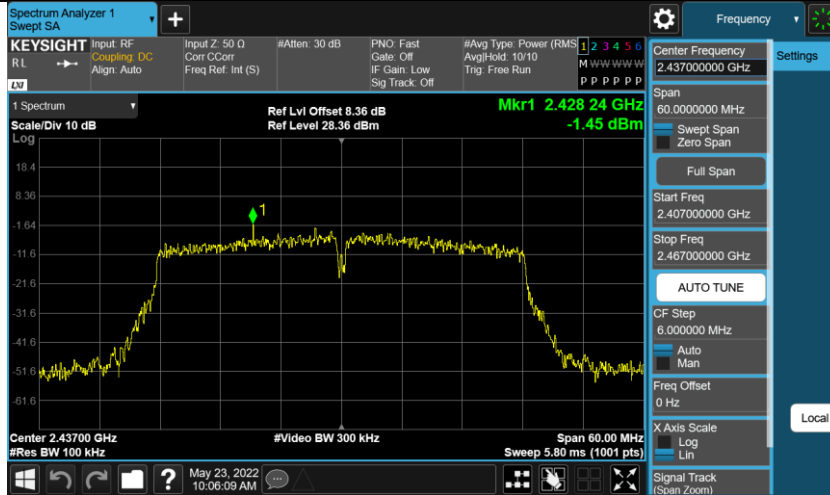 Spectrum Analyzer 1
Swept SA
+
Frequency
KEYSIGHT
RL
LXI
Input: RF
Coupling: DC
Align: Auto
Input Z: 50 Ω
Corr CCorr
Freq Ref: Int (S)
#Atten: 30 dB
PNO: Fast
Gate: Off
IF Gain: Low
Sig Track: Off
#Avg Type: Power (RMS
Avg|Hold: 10/10
Trig: Free Run
1 2 3 4 5 6
M W W W W W
P P P P P P
Settings
Center Frequency
2.437000000 GHz
Span
60.0000000 MHz
Swept Span
Zero Span
Full Span
Start Freq
2.407000000 GHz
Stop Freq
2.467000000 GHz
AUTO TUNE
CF Step
6.000000 MHz
Auto
Man
Freq Offset
0 Hz
X Axis Scale
Log
Lin
Signal Track
(Span Zoom)
Local
1 Spectrum
Scale/Div 10 dB
Ref Lvl Offset 8.36 dB
Ref Level 28.36 dBm
Mkr1 2.428 24 GHz
-1.45 dBm
Log
18.4
8.36
-1.64
-11.6
-21.6
-31.6
-41.6
-51.6
-61.6
1
Center 2.43700 GHz
#Res BW 100 kHz
#Video BW 300 kHz
Span 60.00 MHz
Sweep 5.80 ms (1001 pts)
?
May 23, 2022
10:06:09 AM